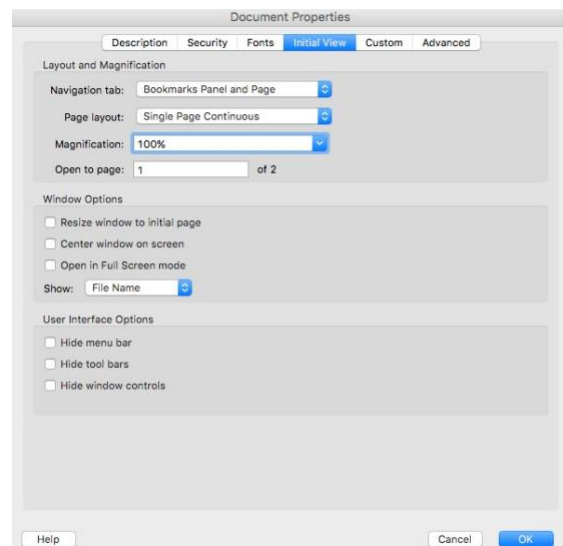 Document Properties
Description Security Fonts Initial View Custom Advanced
Layout and Magnification
Navigation tab: Bookmarks Panel and Page
Page layout: Single Page Continuous
Magnification: 100%
Open to page: 1 of 2
Window Options
Resize window to initial page
Center window on screen
Open in Full Screen mode
Show: File Name
User Interface Options
Hide menu bar
Hide tool bars
Hide window controls
Help Cancel OK